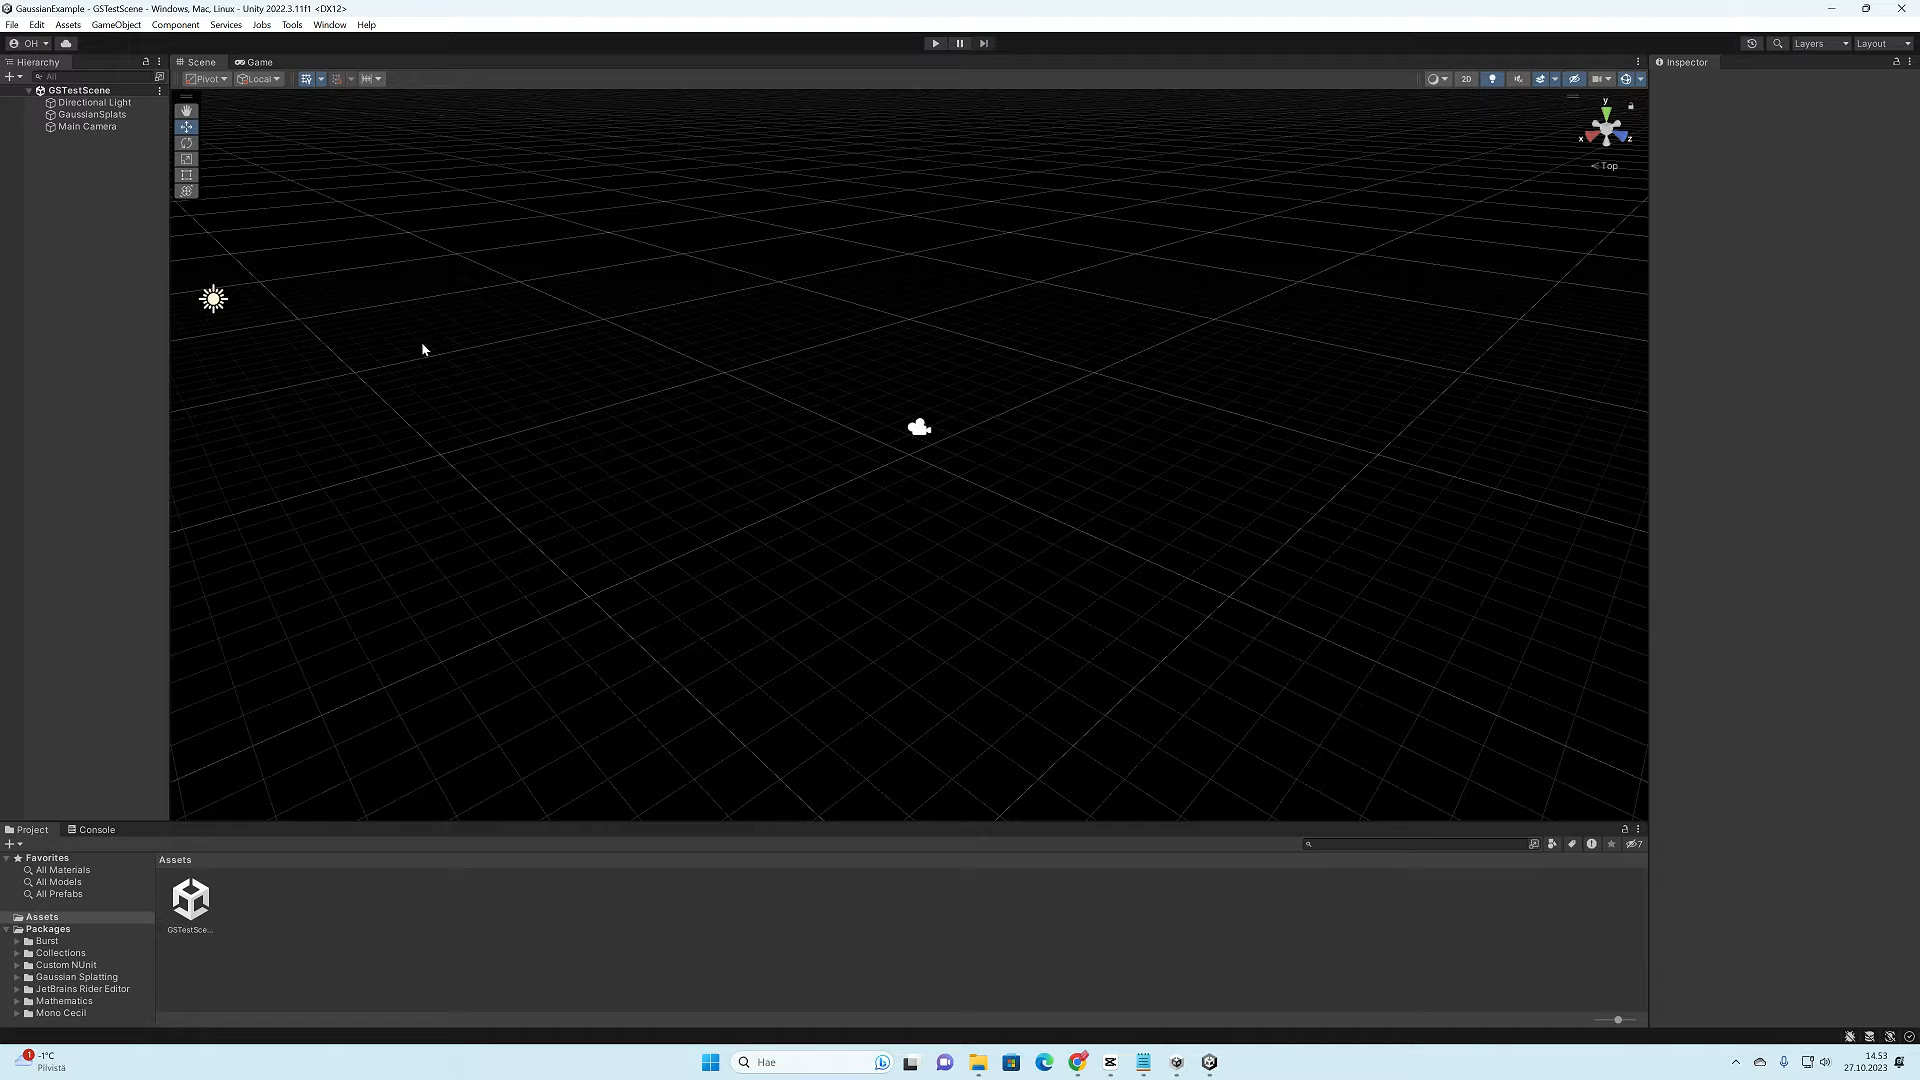 GaussianExample - GSTestScene - Windows, Mac, Linux - Unity 2022.3.11f1 <DX12>
File Edit Assets GameObject Component Services Jobs Tools Window Help
OH
Layers Layout
Hierarchy
Scene Game
Inspector
All
Pivot Local
2D
GSTestScene
Directional Light
GaussianSplats
Main Camera
y
x z
Top
Project Console
7
Favorites
All Materials
All Models
All Prefabs
Assets
Packages
Burst
Collections
Custom NUnit
Gaussian Splatting
JetBrains Rider Editor
Mathematics
Mono Cecil
Assets
GSTestSce...
1
-1°C
Pilvistä
Hae
14.53
27.10.2023